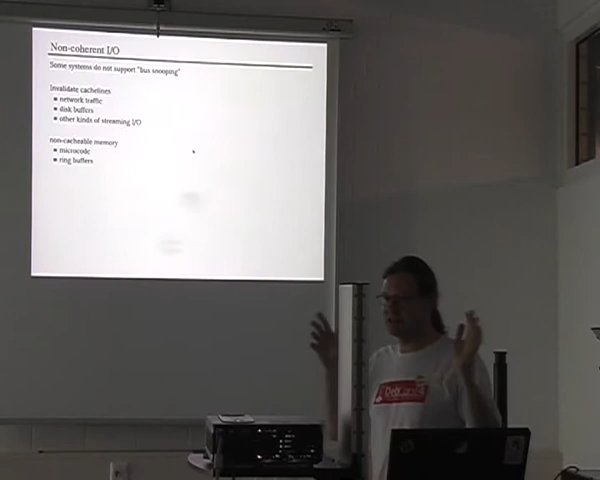 Non-coherent I/O
Some systems do not support "bus snooping"
Invalidate cachelines
network traffic
disk buffers
other kinds of streaming I/O
non-cacheable memory
microcode
ring buffers